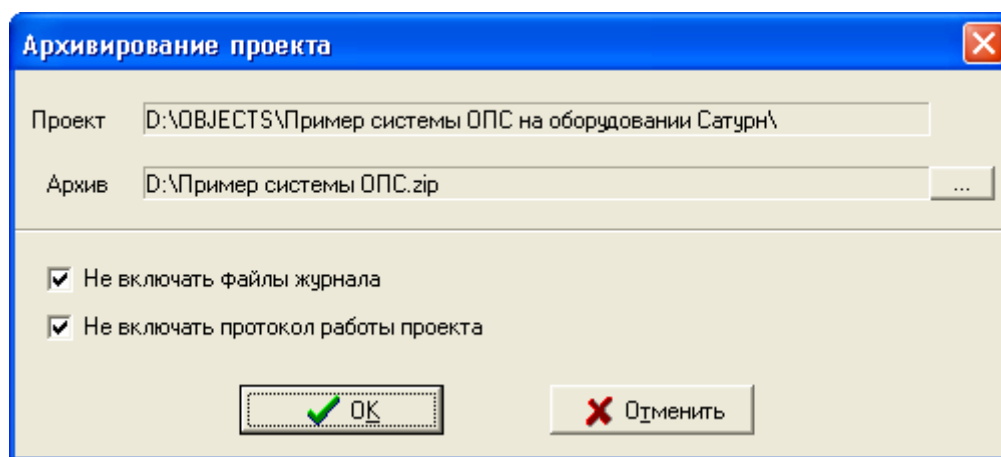 Архивирование проекта
Проект D:\OBJECTS\Пример системы ОПС на оборудовании Сатурн\
Архив D:\Пример системы ОПС.zip ...
Не включать файлы журнала
Не включать протокол работы проекта
OK Отменить